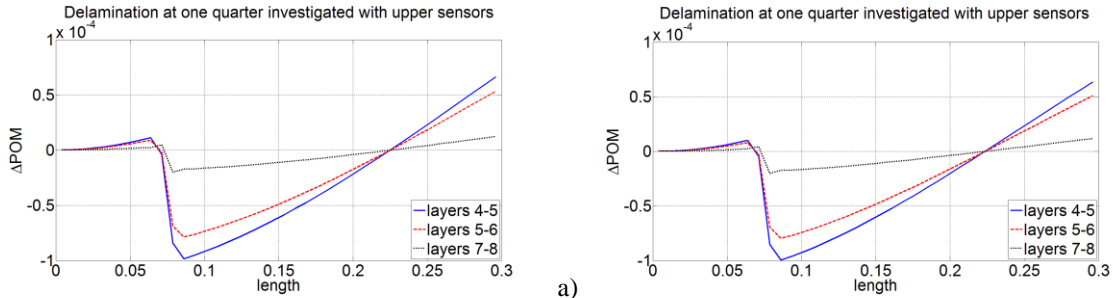 Delamination at one quarter investigated with upper sensors
1 x 10⁻⁴
0.5
0
-0.5
-1
ΔPOM
0 0.05 0.1 0.15 0.2 0.25 0.3
length
layers 4-5
layers 5-6
layers 7-8
a)
Delamination at one quarter investigated with upper sensors
1 x 10⁻⁴
0.5
0
-0.5
-1
ΔPOM
0 0.05 0.1 0.15 0.2 0.25 0.3
length
layers 4-5
layers 5-6
layers 7-8